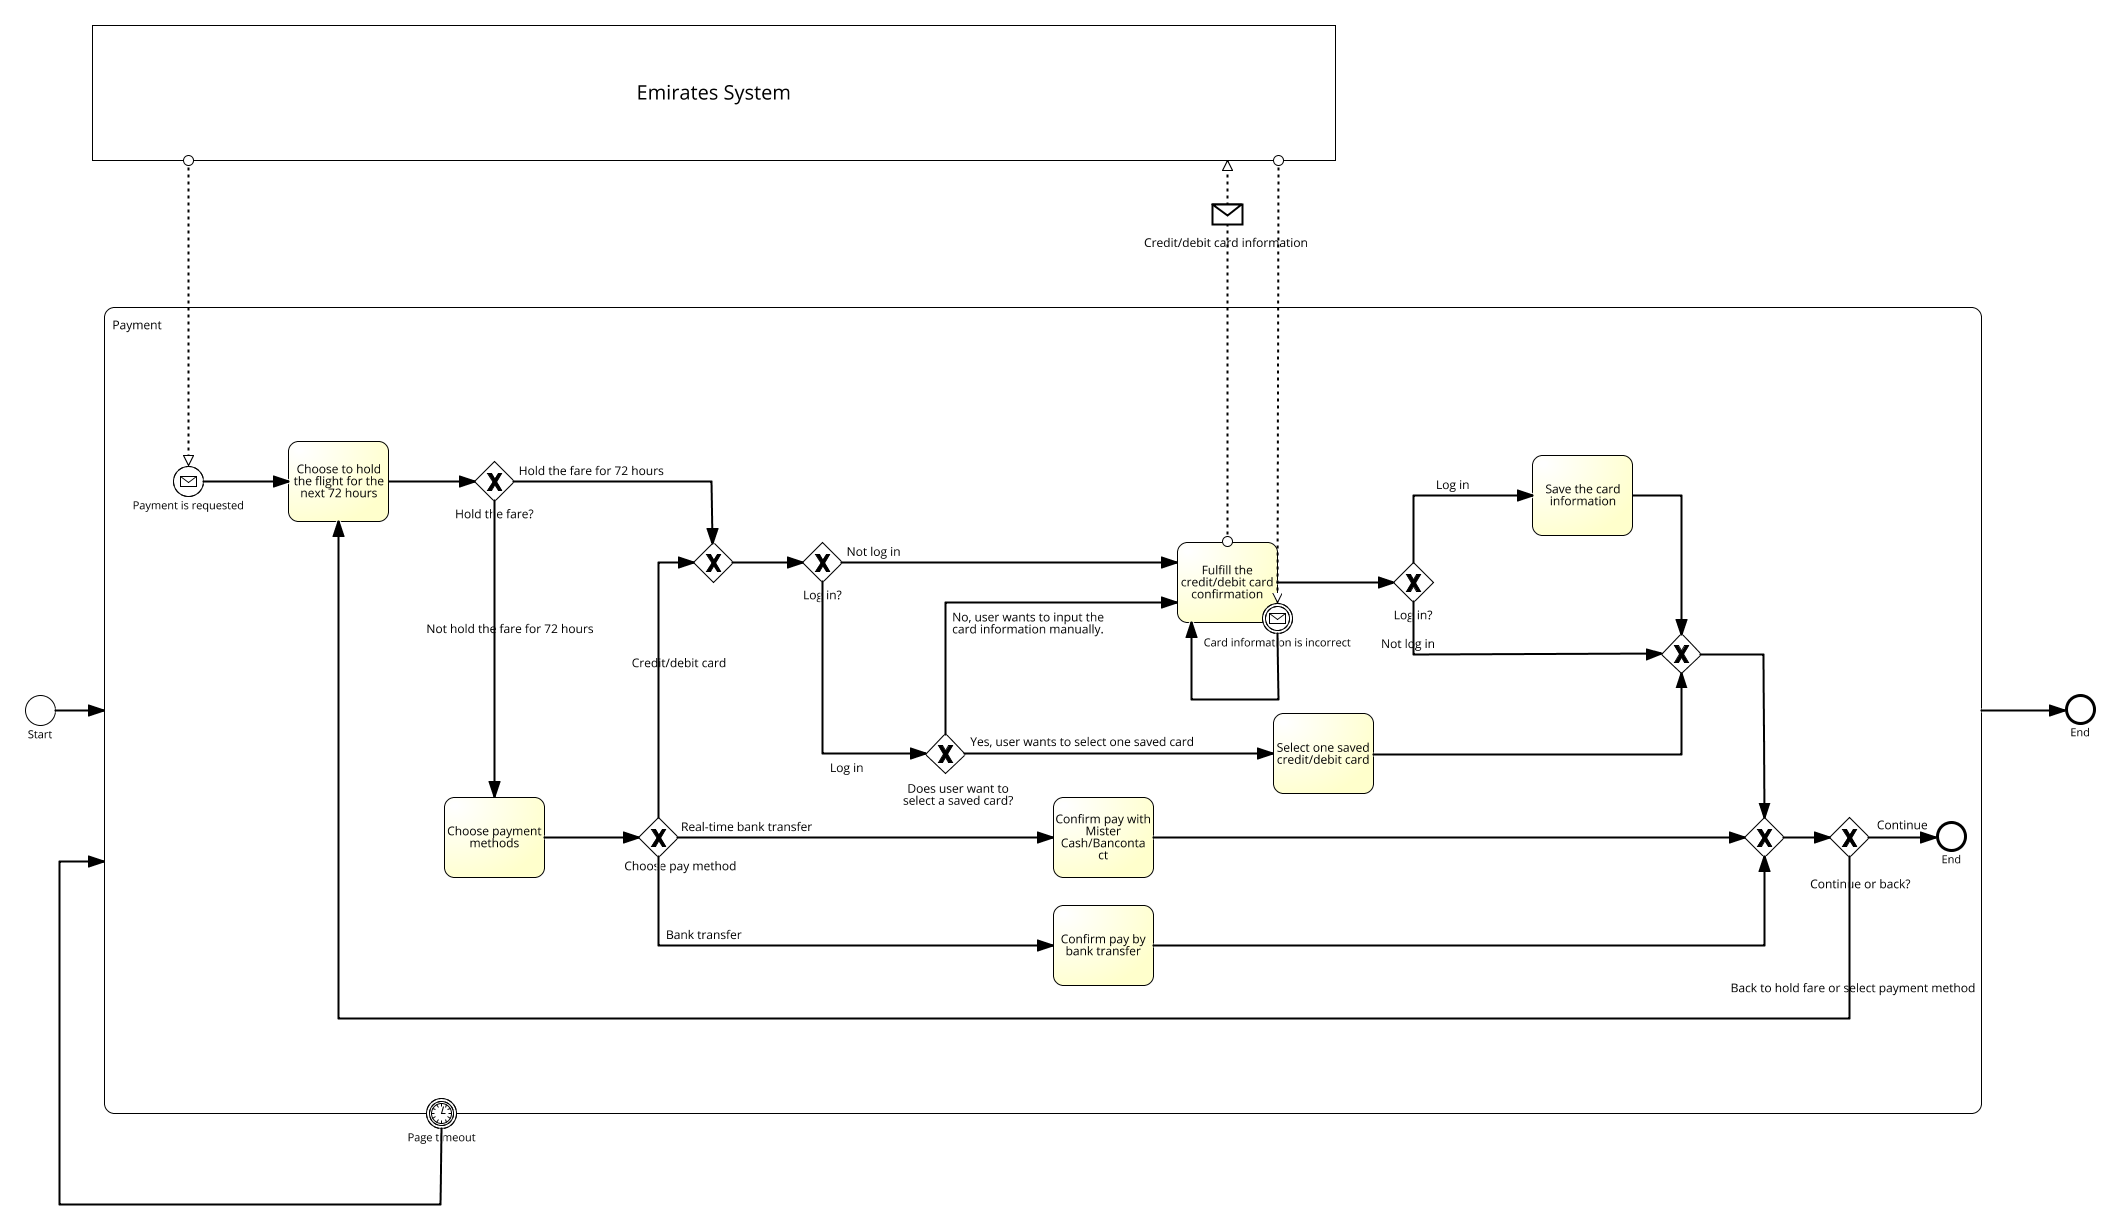 Emirates System
Credit/debit card information
Payment
Payment is requested
Choose to hold
the flight for the
next 72 hours
Hold the fare for 72 hours
Hold the fare?
Not hold the fare for 72 hours
Not log in
Log in?
Log in
No, user wants to input the
card information manually.
Fulfill the
credit/debit card
confirmation
Card information is incorrect
Log in
Log in?
Not log in
Save the card
information
Credit/debit card
Start
Yes, user wants to select one saved card
Does user want to
select a saved card?
Select one saved
credit/debit card
End
Choose payment
methods
Real-time bank transfer
Choose pay method
Confirm pay with
Mister
Cash/Banconta
ct
Continue
End
Continue or back?
Bank transfer
Confirm pay by
bank transfer
Back to hold fare or select payment method
Page timeout